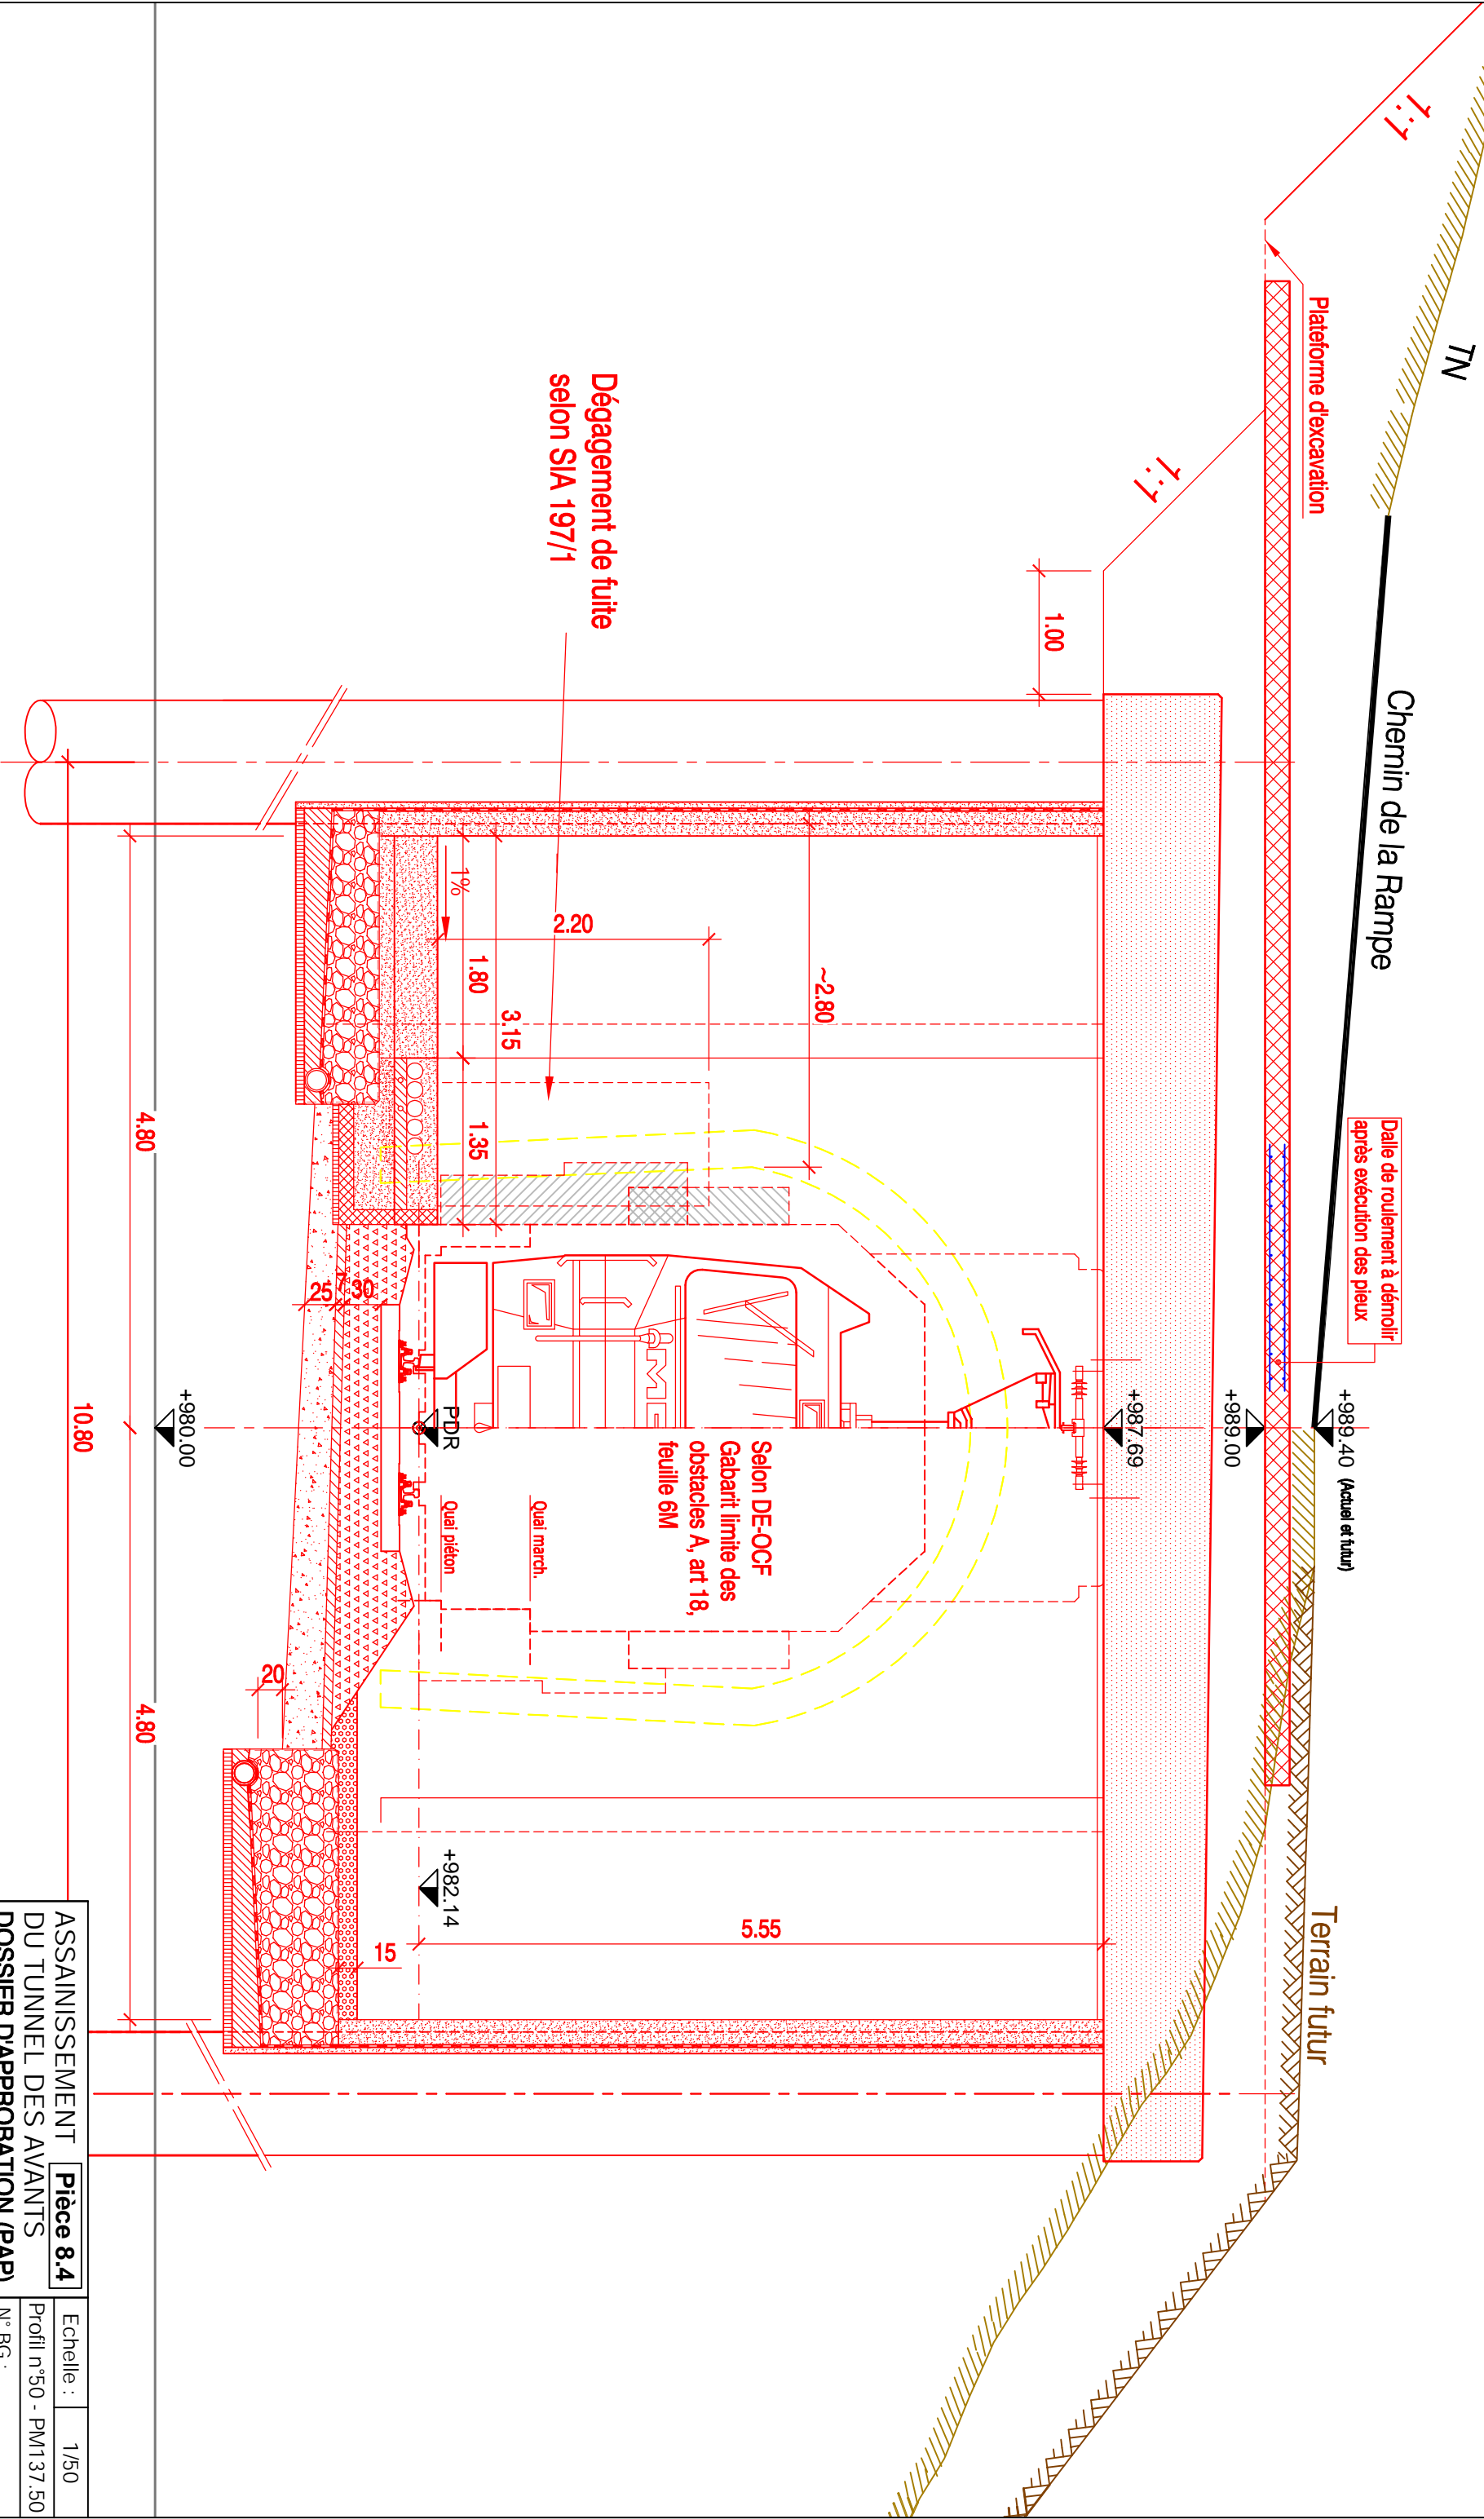 1:1
TN
Plateforme d'excavation
Chemin de la Rampe
Dalle de roulement à démolir
après exécution des pieux
+989.40 (Actuel et futur)
+989.00
+987.69
Terrain futur
1:1
1.00
Dégagement de fuite
selon SIA 197/1
~2.80
2.20
3.15
1.80
1.35
1%
Selon DE-OCF
Gabarit limite des
obstacles A, art 18,
feuille 6M
Quai march.
Quai piéton
PDR
+982.14
5.55
30
7
25
20
15
4.80
4.80
+980.00
10.80
ASSAINISSEMENT
Pièce 8.4
DU TUNNEL DES AVANTS
DOSSIER D'APPROBATION (PAP)
Echelle :
1/50
Profil n°50 - PM137.50
N° BG :